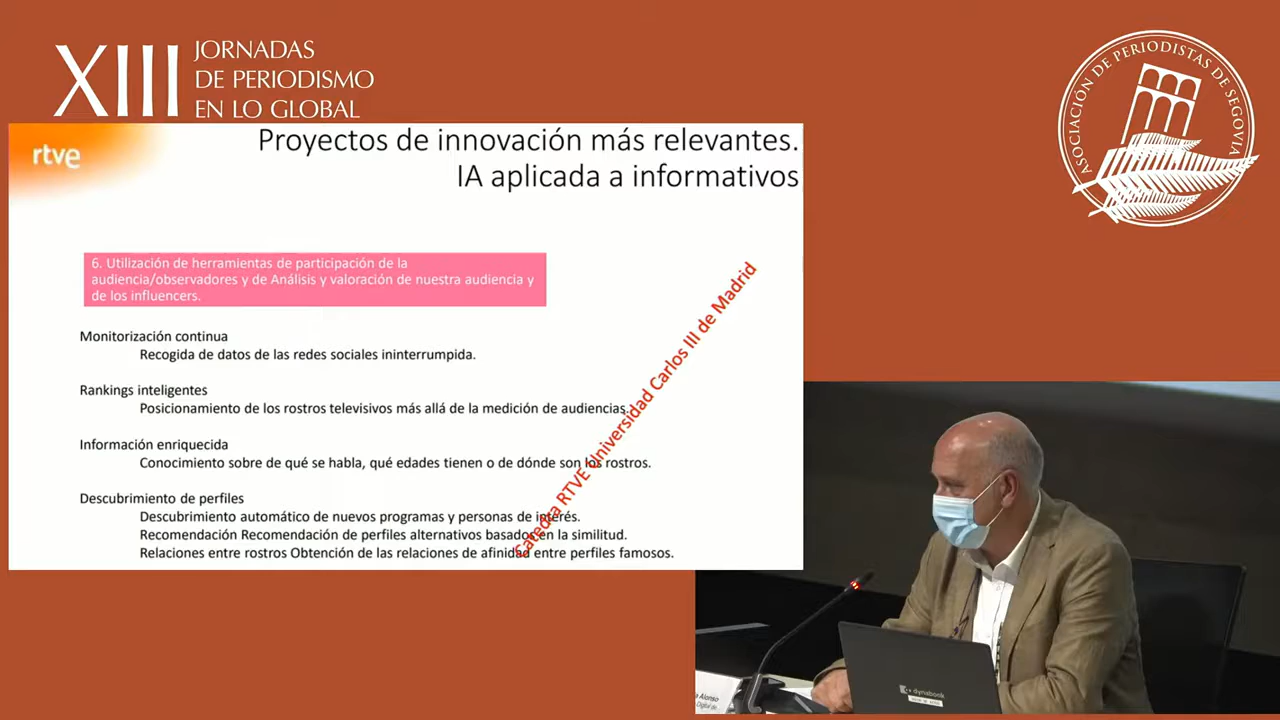 XIII
JORNADAS
DE PERIODISMO
EN LO GLOBAL
ASOCIACIÓN DE PERIODISTAS DE SEGOVIA
rtve
Proyectos de innovación más relevantes.
IA aplicada a informativos
6. Utilización de herramientas de participación de la
audiencia/observadores y de Análisis y valoración de nuestra audiencia y
de los influencers.
Monitorización continua
Recogida de datos de las redes sociales ininterrumpida.
Rankings inteligentes
Posicionamiento de los rostros televisivos más allá de la medición de audiencias.
Información enriquecida
Conocimiento sobre de qué se habla, qué edades tienen o de dónde son los rostros.
Descubrimiento de perfiles
Descubrimiento automático de nuevos programas y personas de interés.
Recomendación Recomendación de perfiles alternativos basados en la similitud.
Relaciones entre rostros Obtención de las relaciones de afinidad entre perfiles famosos.
Cátedra RTVE Universidad Carlos III de Madrid
Alonso
Digital de
dynabook